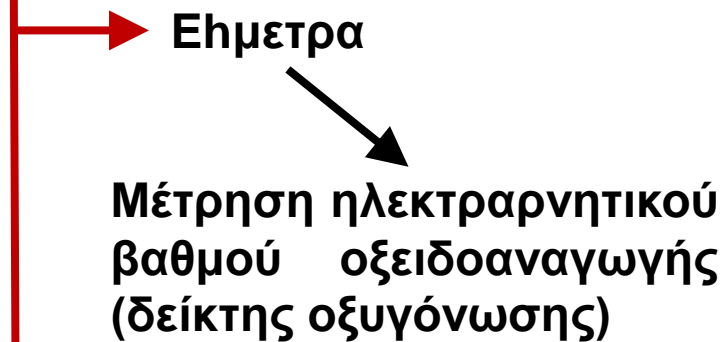 Ehμετρα
Μέτρηση ηλεκτραρνητικού
βαθμού οξειδοαναγωγής
(δείκτης οξυγόνωσης)